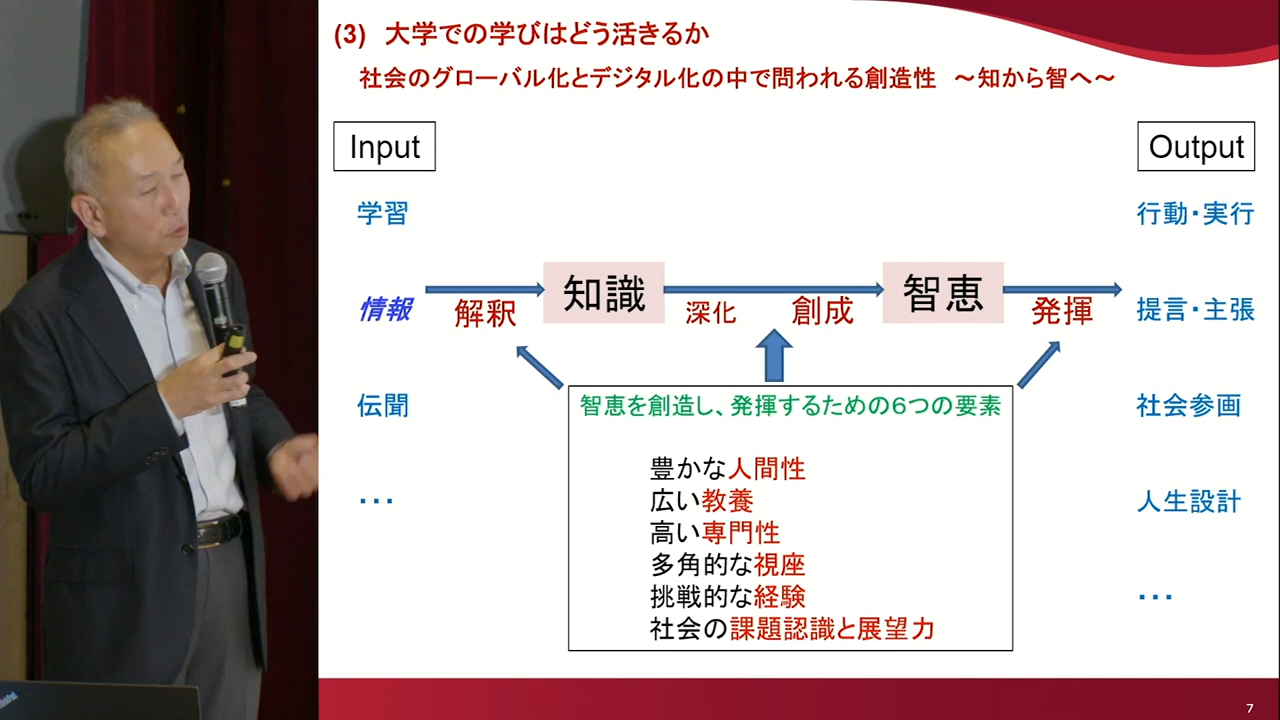 (3) 大学での学びはどう活きるか
社会のグローバル化とデジタル化の中で問われる創造性 ～知から智へ～
Input
Output
学習
行動・実行
情報
解釈
知識
深化
創成
智恵
発揮
提言・主張
伝聞
社会参画
智恵を創造し、発揮するための６つの要素
豊かな人間性
広い教養
高い専門性
多角的な視座
挑戦的な経験
社会の課題認識と展望力
・・・
人生設計
・・・
7